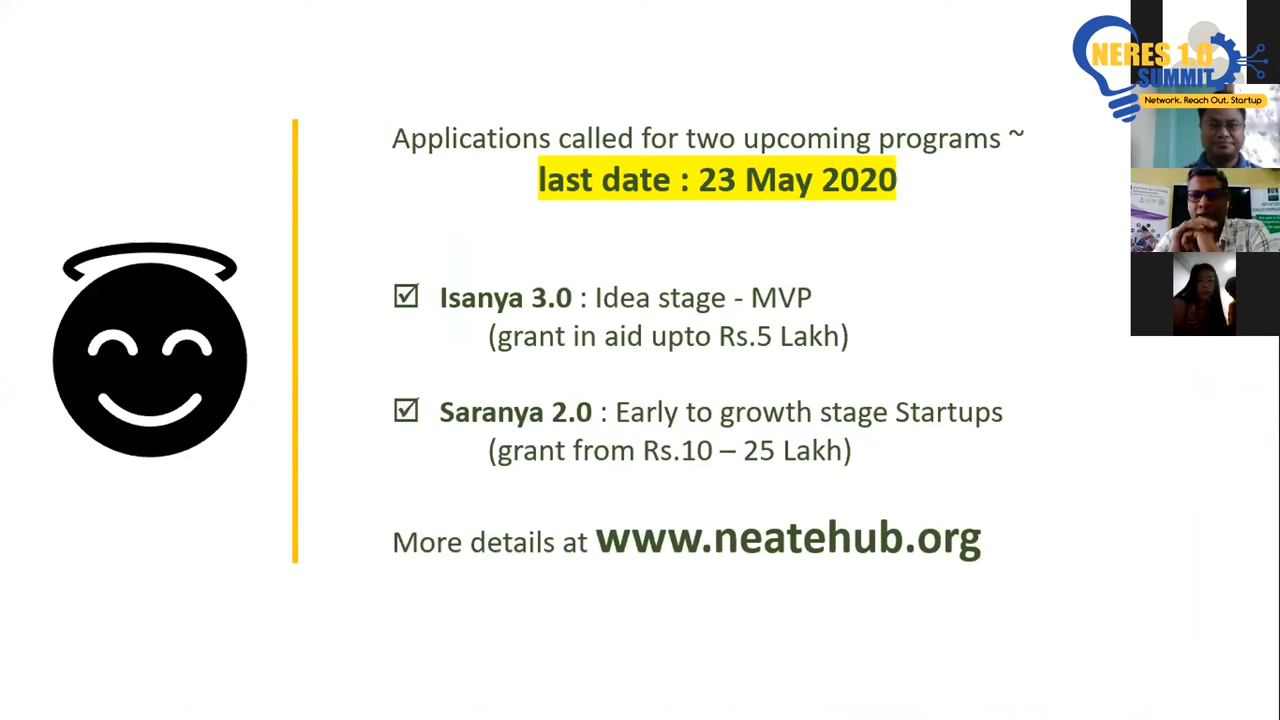 NERES 1.0
SUMMIT
Network. Reach Out. Startup
Applications called for two upcoming programs ~
last date : 23 May 2020
Isanya 3.0 : Idea stage - MVP
(grant in aid upto Rs.5 Lakh)
Saranya 2.0 : Early to growth stage Startups
(grant from Rs.10 – 25 Lakh)
More details at www.neatehub.org